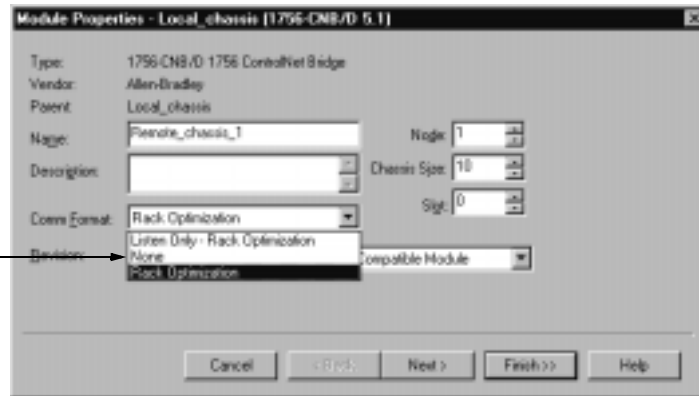 Module Properties - Local_chassis (1756-CNB/D 5.1)
Type: 1756-CNB/D 1756 ControlNet Bridge
Vendor: Allen-Bradley
Parent: Local_chassis
Name: Remote_chassis_1
Node: 1
Description:
Chassis Size: 10
Slot: 0
Comm Format: Rack Optimization
Listen Only - Rack Optimization
None
Rack Optimization
Revision:
Compatible Module
Cancel
< Back
Next >
Finish >>
Help